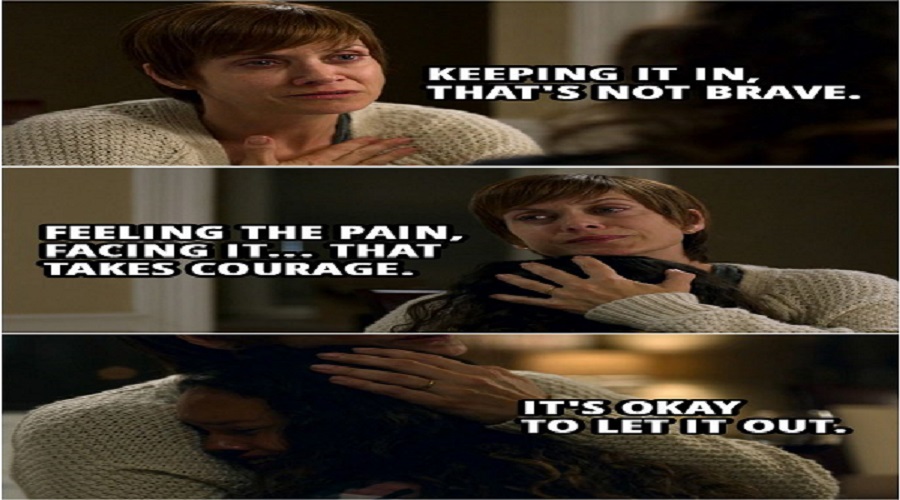 KEEPING IT IN,
THAT'S NOT BRAVE.
FEELING THE PAIN,
FACING IT... THAT
TAKES COURAGE.
IT'S OKAY
TO LET IT OUT.